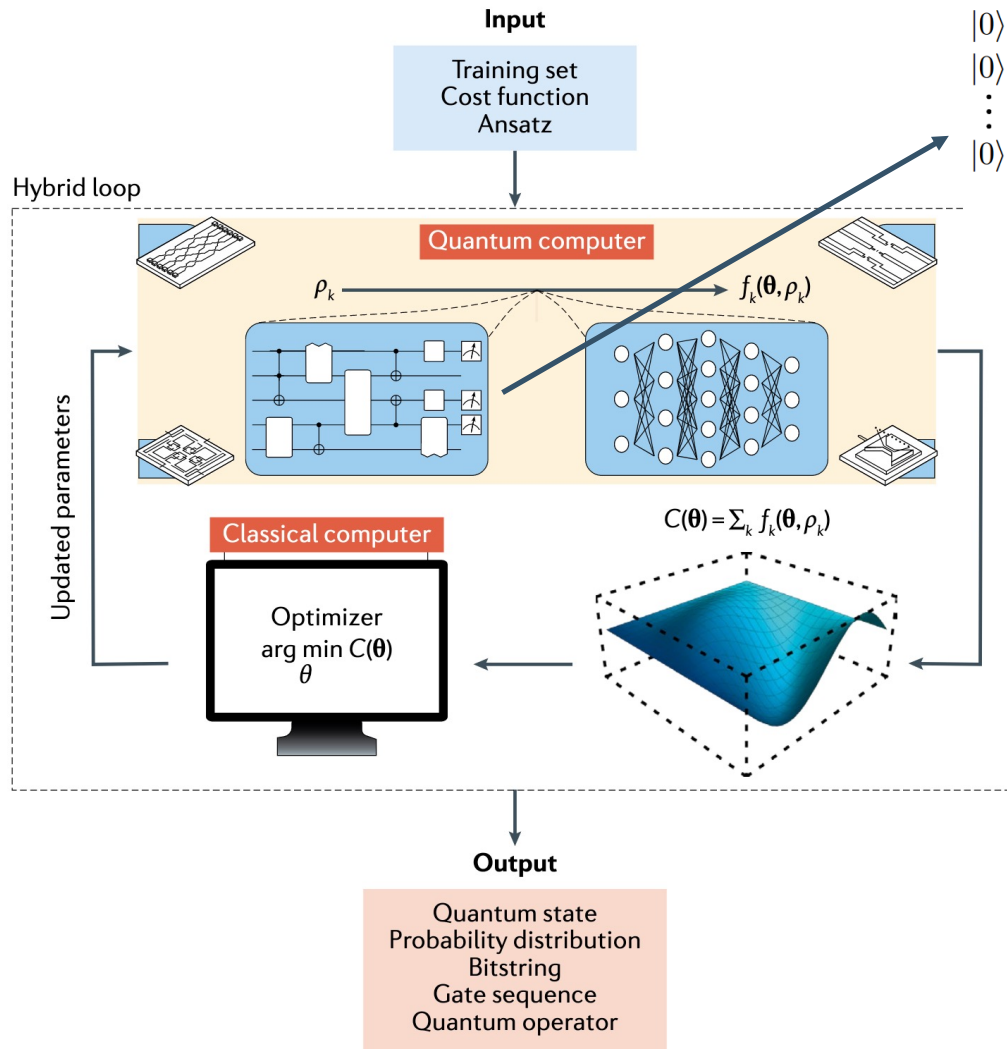 Input
|0⟩
|0⟩
⋮
|0⟩
Training set
Cost function
Ansatz
Hybrid loop
Quantum computer
ρₖ
fₖ(θ, ρₖ)
Updated parameters
C(θ) = ∑ₖ fₖ(θ, ρₖ)
Classical computer
Optimizer
arg min C(θ)
θ
Output
Quantum state
Probability distribution
Bitstring
Gate sequence
Quantum operator